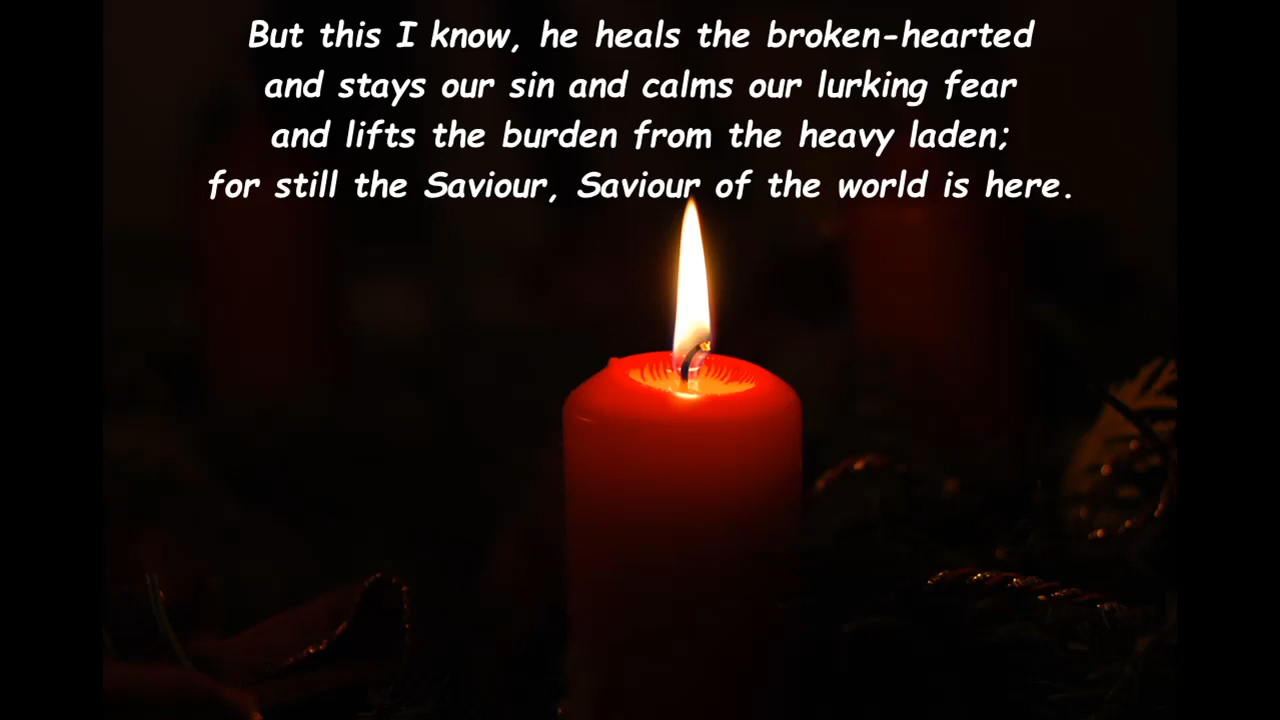 But this I know, he heals the broken-hearted
and stays our sin and calms our lurking fear
and lifts the burden from the heavy laden;
for still the Saviour, Saviour of the world is here.